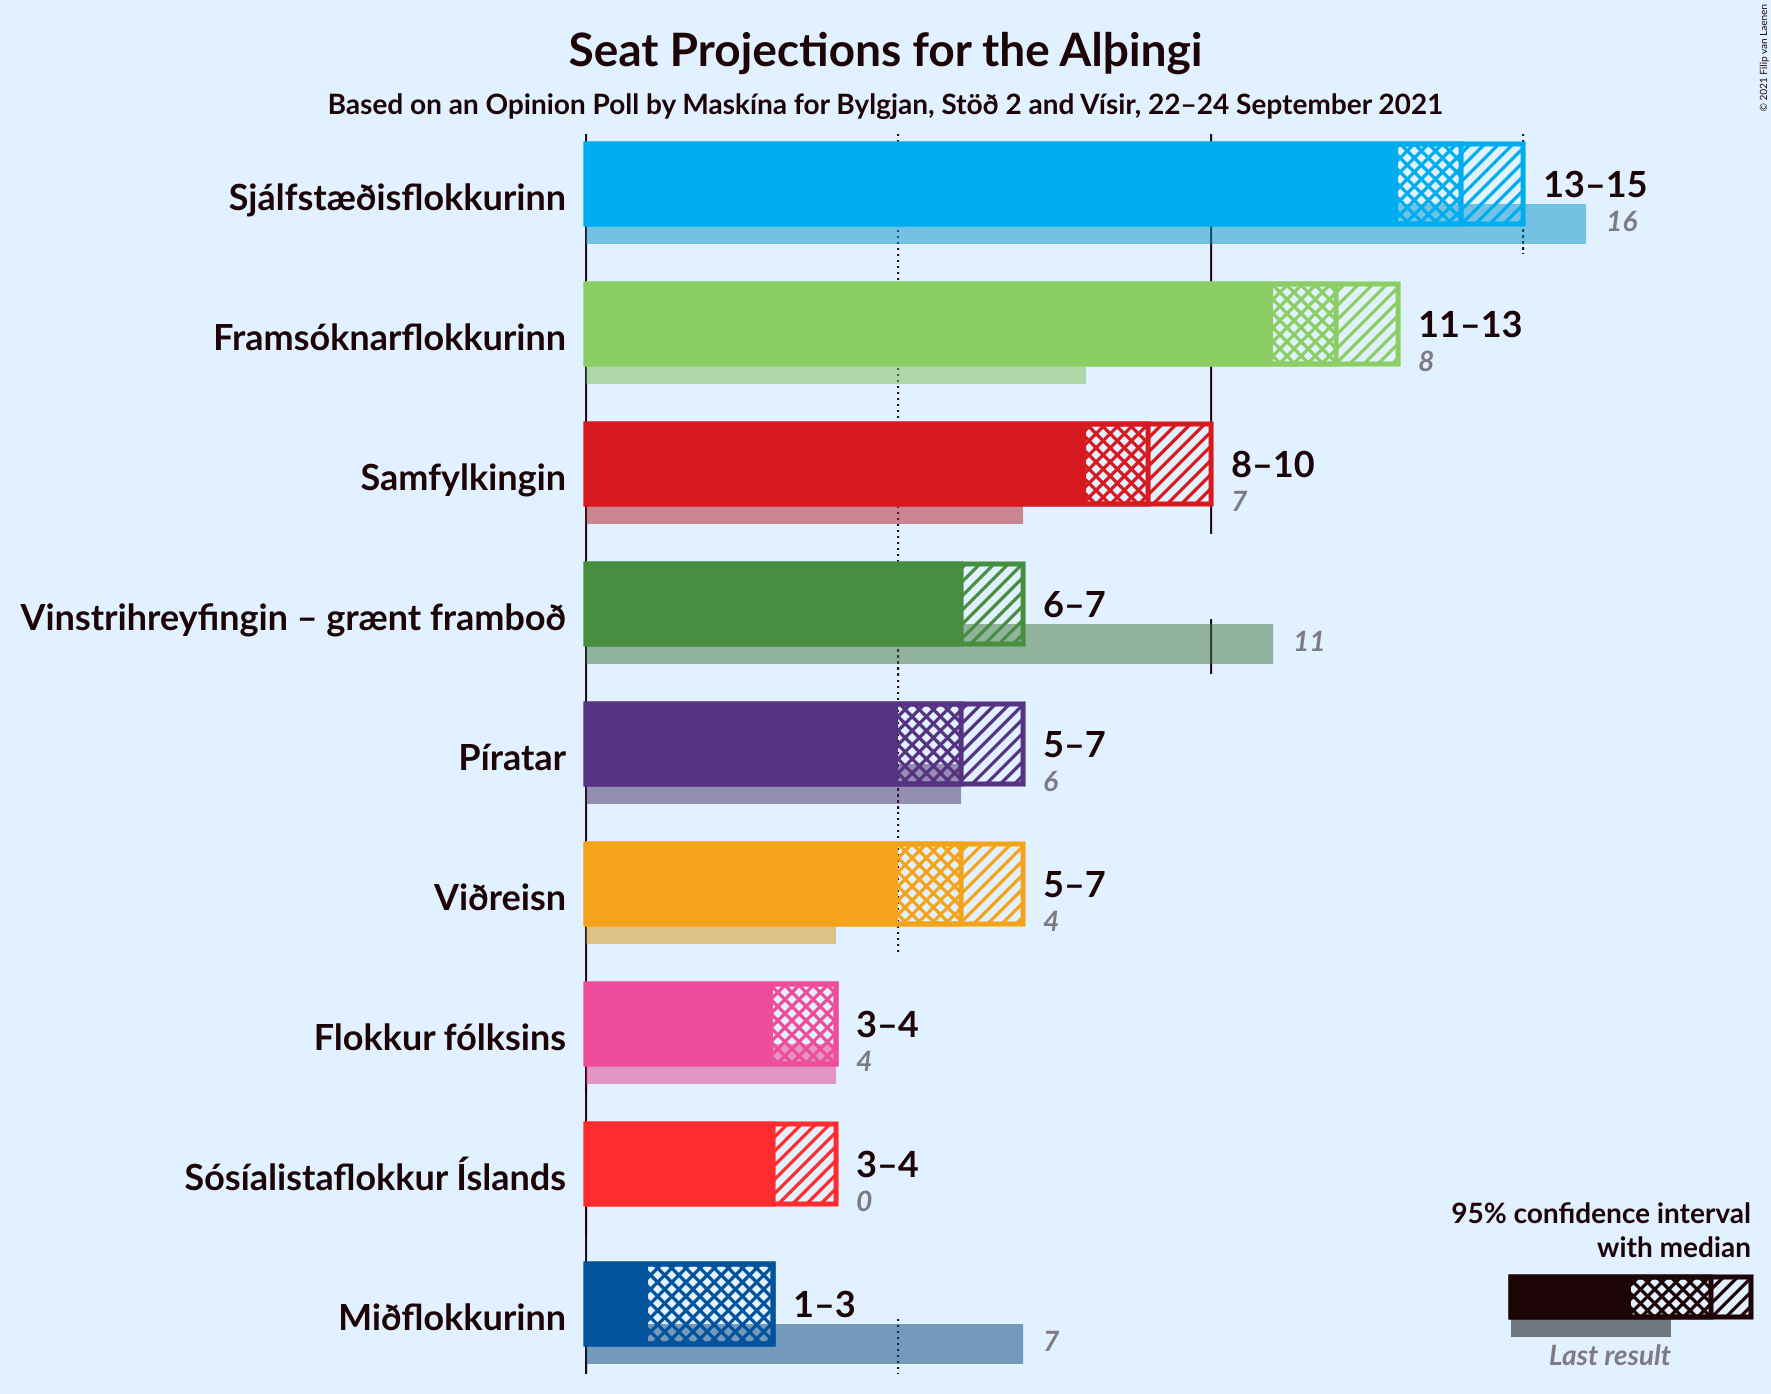 Seat Projections for the Alþingi
Based on an Opinion Poll by Maskína for Bylgjan, Stöð 2 and Vísir, 22–24 September 2021
© 2021 Filip van Laenen
Sjálfstæðisflokkurinn
13–15
16
Framsóknarflokkurinn
11–13
8
Samfylkingin
8–10
7
Vinstrihreyfingin – grænt framboð
6–7
11
Píratar
5–7
6
Viðreisn
5–7
4
Flokkur fólksins
3–4
4
Sósíalistaflokkur Íslands
3–4
0
Miðflokkurinn
1–3
7
95% confidence interval
with median
Last result